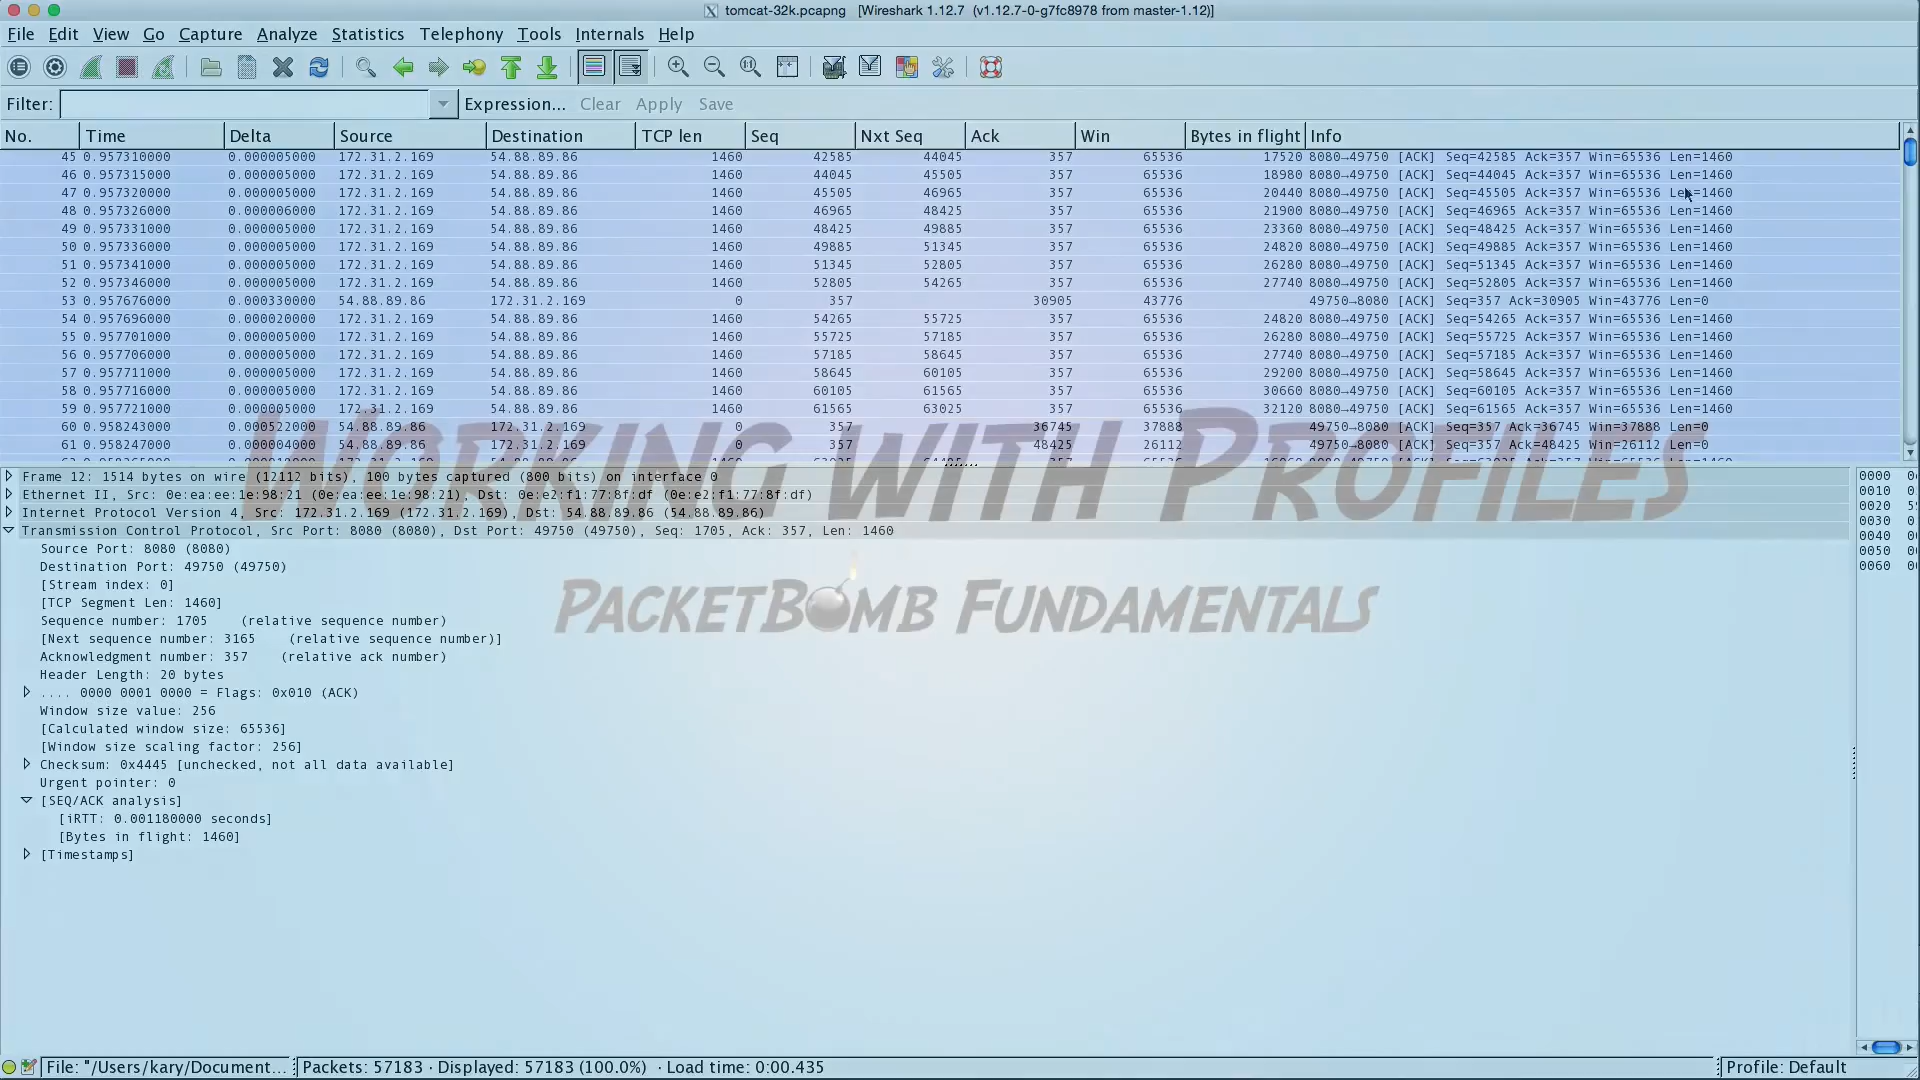 tomcat-32k.pcapng [Wireshark 1.12.7 (v1.12.7-0-g7fc8978 from master-1.12)]
File Edit View Go Capture Analyze Statistics Telephony Tools Internals Help
Filter: Expression... Clear Apply Save
No. Time Delta Source Destination TCP len Seq Nxt Seq Ack Win Bytes in flight Info
45 0.957310000 0.000005000 172.31.2.169 54.88.89.86 1460 42585 44045 357 65536 17520 8080→49750 [ACK] Seq=42585 Ack=357 Win=65536 Len=1460
46 0.957315000 0.000005000 172.31.2.169 54.88.89.86 1460 44045 45505 357 65536 18980 8080→49750 [ACK] Seq=44045 Ack=357 Win=65536 Len=1460
47 0.957320000 0.000005000 172.31.2.169 54.88.89.86 1460 45505 46965 357 65536 20440 8080→49750 [ACK] Seq=45505 Ack=357 Win=65536 Len=1460
48 0.957326000 0.000006000 172.31.2.169 54.88.89.86 1460 46965 48425 357 65536 21900 8080→49750 [ACK] Seq=46965 Ack=357 Win=65536 Len=1460
49 0.957331000 0.000005000 172.31.2.169 54.88.89.86 1460 48425 49885 357 65536 23360 8080→49750 [ACK] Seq=48425 Ack=357 Win=65536 Len=1460
50 0.957336000 0.000005000 172.31.2.169 54.88.89.86 1460 49885 51345 357 65536 24820 8080→49750 [ACK] Seq=49885 Ack=357 Win=65536 Len=1460
51 0.957341000 0.000005000 172.31.2.169 54.88.89.86 1460 51345 52805 357 65536 26280 8080→49750 [ACK] Seq=51345 Ack=357 Win=65536 Len=1460
52 0.957346000 0.000005000 172.31.2.169 54.88.89.86 1460 52805 54265 357 65536 27740 8080→49750 [ACK] Seq=52805 Ack=357 Win=65536 Len=1460
53 0.957676000 0.000330000 54.88.89.86 172.31.2.169 0 357 30905 43776 49750→8080 [ACK] Seq=357 Ack=30905 Win=43776 Len=0
54 0.957696000 0.000020000 172.31.2.169 54.88.89.86 1460 54265 55725 357 65536 24820 8080→49750 [ACK] Seq=54265 Ack=357 Win=65536 Len=1460
55 0.957701000 0.000005000 172.31.2.169 54.88.89.86 1460 55725 57185 357 65536 26280 8080→49750 [ACK] Seq=55725 Ack=357 Win=65536 Len=1460
56 0.957706000 0.000005000 172.31.2.169 54.88.89.86 1460 57185 58645 357 65536 27740 8080→49750 [ACK] Seq=57185 Ack=357 Win=65536 Len=1460
57 0.957711000 0.000005000 172.31.2.169 54.88.89.86 1460 58645 60105 357 65536 29200 8080→49750 [ACK] Seq=58645 Ack=357 Win=65536 Len=1460
58 0.957716000 0.000005000 172.31.2.169 54.88.89.86 1460 60105 61565 357 65536 30660 8080→49750 [ACK] Seq=60105 Ack=357 Win=65536 Len=1460
59 0.957721000 0.000005000 172.31.2.169 54.88.89.86 1460 61565 63025 357 65536 32120 8080→49750 [ACK] Seq=61565 Ack=357 Win=65536 Len=1460
60 0.958243000 0.000522000 54.88.89.86 172.31.2.169 0 357 36745 37888 49750→8080 [ACK] Seq=357 Ack=36745 Win=37888 Len=0
61 0.958247000 0.000004000 54.88.89.86 172.31.2.169 0 357 48425 26112 49750→8080 [ACK] Seq=357 Ack=48425 Win=26112 Len=0
WORKING WITH PROFILES
PACKETBOMB FUNDAMENTALS
Frame 12: 1514 bytes on wire (12112 bits), 100 bytes captured (800 bits) on interface 0
Ethernet II, Src: 0e:ea:ee:1e:98:21 (0e:ea:ee:1e:98:21), Dst: 0e:e2:f1:77:8f:df (0e:e2:f1:77:8f:df)
Internet Protocol Version 4, Src: 172.31.2.169 (172.31.2.169), Dst: 54.88.89.86 (54.88.89.86)
Transmission Control Protocol, Src Port: 8080 (8080), Dst Port: 49750 (49750), Seq: 1705, Ack: 357, Len: 1460
Source Port: 8080 (8080)
Destination Port: 49750 (49750)
[Stream index: 0]
[TCP Segment Len: 1460]
Sequence number: 1705 (relative sequence number)
[Next sequence number: 3165 (relative sequence number)]
Acknowledgment number: 357 (relative ack number)
Header Length: 20 bytes
.... 0000 0001 0000 = Flags: 0x010 (ACK)
Window size value: 256
[Calculated window size: 65536]
[Window size scaling factor: 256]
Checksum: 0x4445 [unchecked, not all data available]
Urgent pointer: 0
[SEQ/ACK analysis]
[iRTT: 0.001180000 seconds]
[Bytes in flight: 1460]
[Timestamps]
0000
0010
0020
0030
0040
0050
0060
File: "/Users/kary/Document... Packets: 57183 · Displayed: 57183 (100.0%) · Load time: 0:00.435 Profile: Default